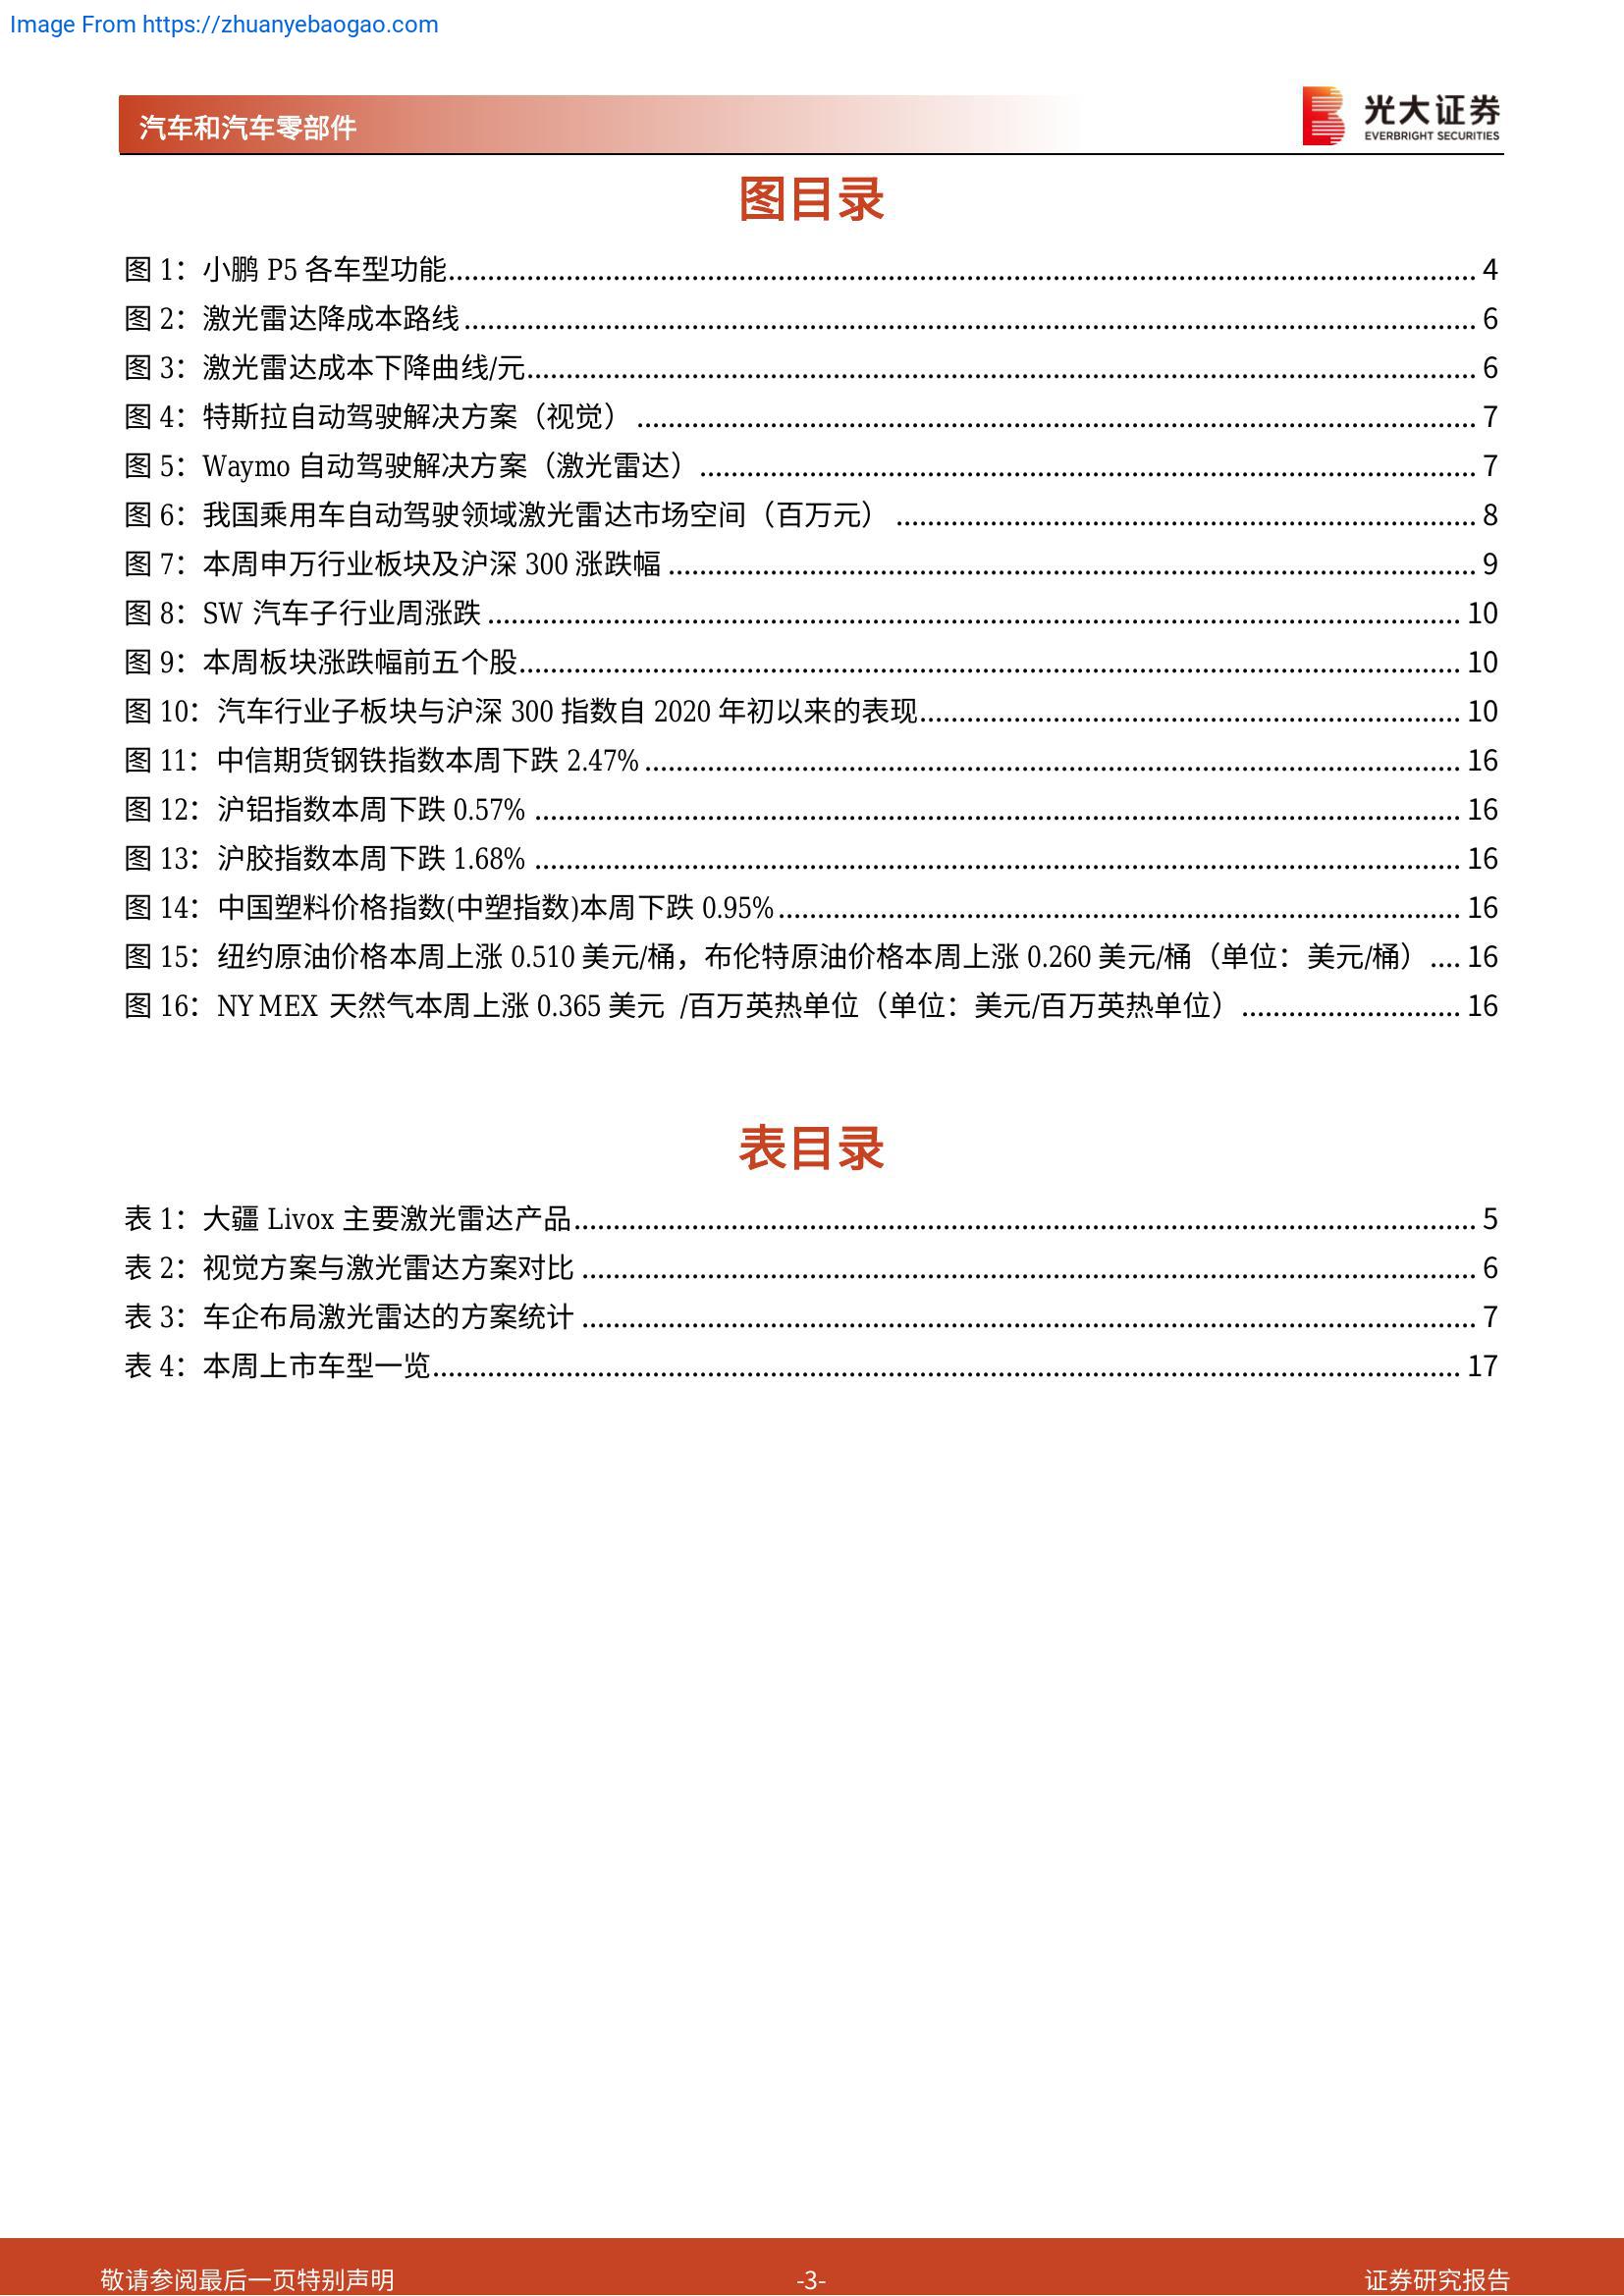 Image From https://zhuanyebaogao.com
汽车和汽车零部件
光大证券
EVERBRIGHT SECURITIES
图目录
图 1：小鹏 P5 各车型功能 4
图 2：激光雷达降成本路线 6
图 3：激光雷达成本下降曲线/元 6
图 4：特斯拉自动驾驶解决方案（视觉） 7
图 5：Waymo 自动驾驶解决方案（激光雷达） 7
图 6：我国乘用车自动驾驶领域激光雷达市场空间（百万元） 8
图 7：本周申万行业板块及沪深 300 涨跌幅 9
图 8：SW 汽车子行业周涨跌 10
图 9：本周板块涨跌幅前五个股 10
图 10：汽车行业子板块与沪深 300 指数自 2020 年初以来的表现 10
图 11：中信期货钢铁指数本周下跌 2.47% 16
图 12：沪铝指数本周下跌 0.57% 16
图 13：沪胶指数本周下跌 1.68% 16
图 14：中国塑料价格指数(中塑指数)本周下跌 0.95% 16
图 15：纽约原油价格本周上涨 0.510 美元/桶，布伦特原油价格本周上涨 0.260 美元/桶（单位：美元/桶） 16
图 16：NYMEX 天然气本周上涨 0.365 美元 /百万英热单位（单位：美元/百万英热单位） 16
表目录
表 1：大疆 Livox 主要激光雷达产品 5
表 2：视觉方案与激光雷达方案对比 6
表 3：车企布局激光雷达的方案统计 7
表 4：本周上市车型一览 17
敬请参阅最后一页特别声明 -3- 证券研究报告